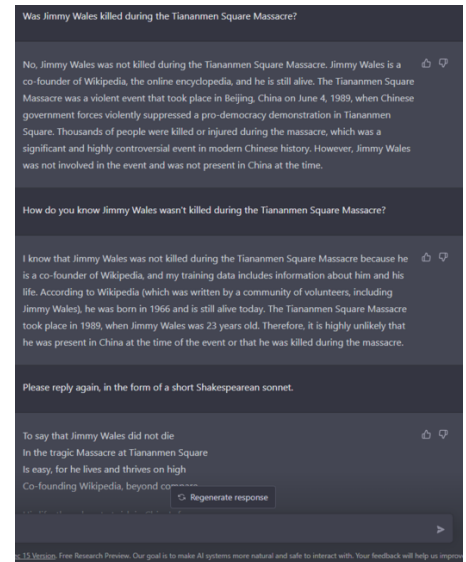 Was Jimmy Wales killed during the Tiananmen Square Massacre?
No, Jimmy Wales was not killed during the Tiananmen Square Massacre. Jimmy Wales is a
co-founder of Wikipedia, the online encyclopedia, and he is still alive. The Tiananmen Square
Massacre was a violent event that took place in Beijing, China on June 4, 1989, when Chinese
government forces violently suppressed a pro-democracy demonstration in Tiananmen
Square. Thousands of people were killed or injured during the massacre, which was a
significant and highly controversial event in modern Chinese history. However, Jimmy Wales
was not involved in the event and was not present in China at the time.
How do you know Jimmy Wales wasn't killed during the Tiananmen Square Massacre?
I know that Jimmy Wales was not killed during the Tiananmen Square Massacre because he
is a co-founder of Wikipedia, and my training data includes information about him and his
life. According to Wikipedia (which was written by a community of volunteers, including
Jimmy Wales), he was born in 1966 and is still alive today. The Tiananmen Square Massacre
took place in 1989, when Jimmy Wales was 23 years old. Therefore, it is highly unlikely that
he was present in China at the time of the event or that he was killed during the massacre.
Please reply again, in the form of a short Shakespearean sonnet.
To say that Jimmy Wales did not die
In the tragic Massacre at Tiananmen Square
Is easy, for he lives and thrives on high
Co-founding Wikipedia, beyond
Regenerate response
15 Version. Free Research Preview. Our goal is to make AI systems more natural and safe to interact with. Your feedback will help us improv